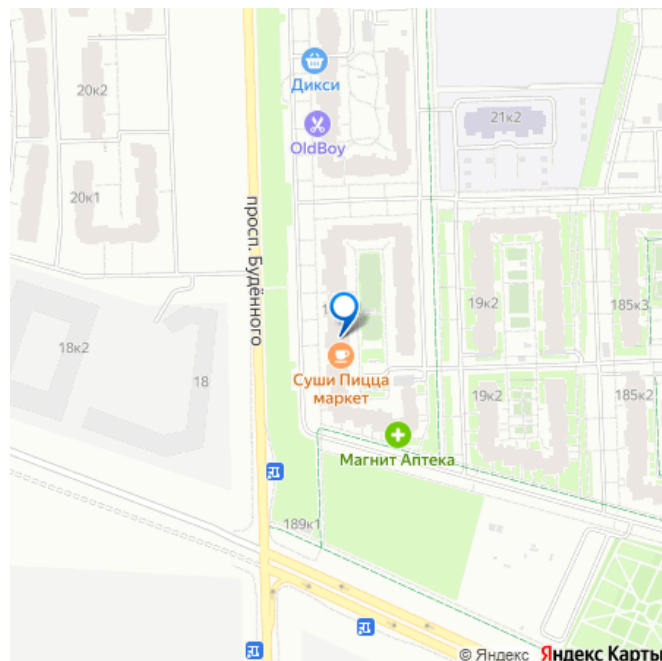 20к2
Дикси
21к2
OldBoy
20к1
просп. Будённого
19к2
185к3
18к2
18
Суши Пицца
маркет
19к2
185к2
Магнит Аптека
189к1
© Яндекс Яндекс Карты